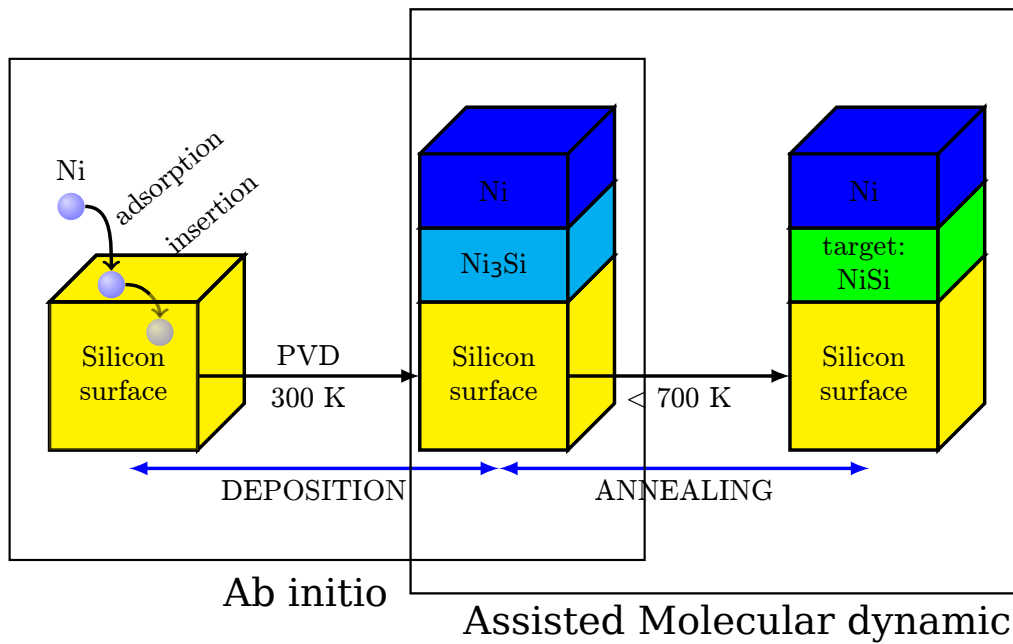 Ni
adsorption
insertion
Silicon
surface
PVD
300 K
Ni
Ni₃Si
Silicon
surface
< 700 K
Ni
target:
NiSi
Silicon
surface
DEPOSITION
ANNEALING
Ab initio
Assisted Molecular dynamic